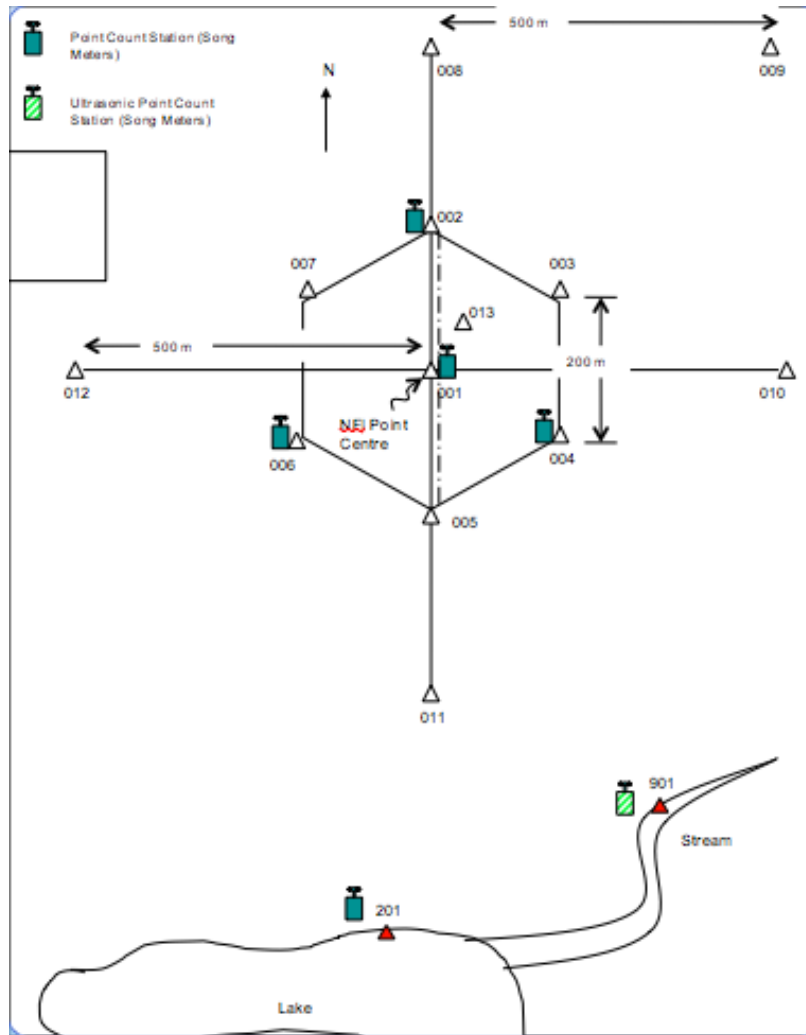 Point Count Station (Song
Meters)
500 m
008
009
N
Ultrasonic Point Count
Station (Song Meters)
002
007
003
013
500 m
200 m
012
001
010
NFI Point
Centre
006
004
005
011
901
Stream
201
Lake